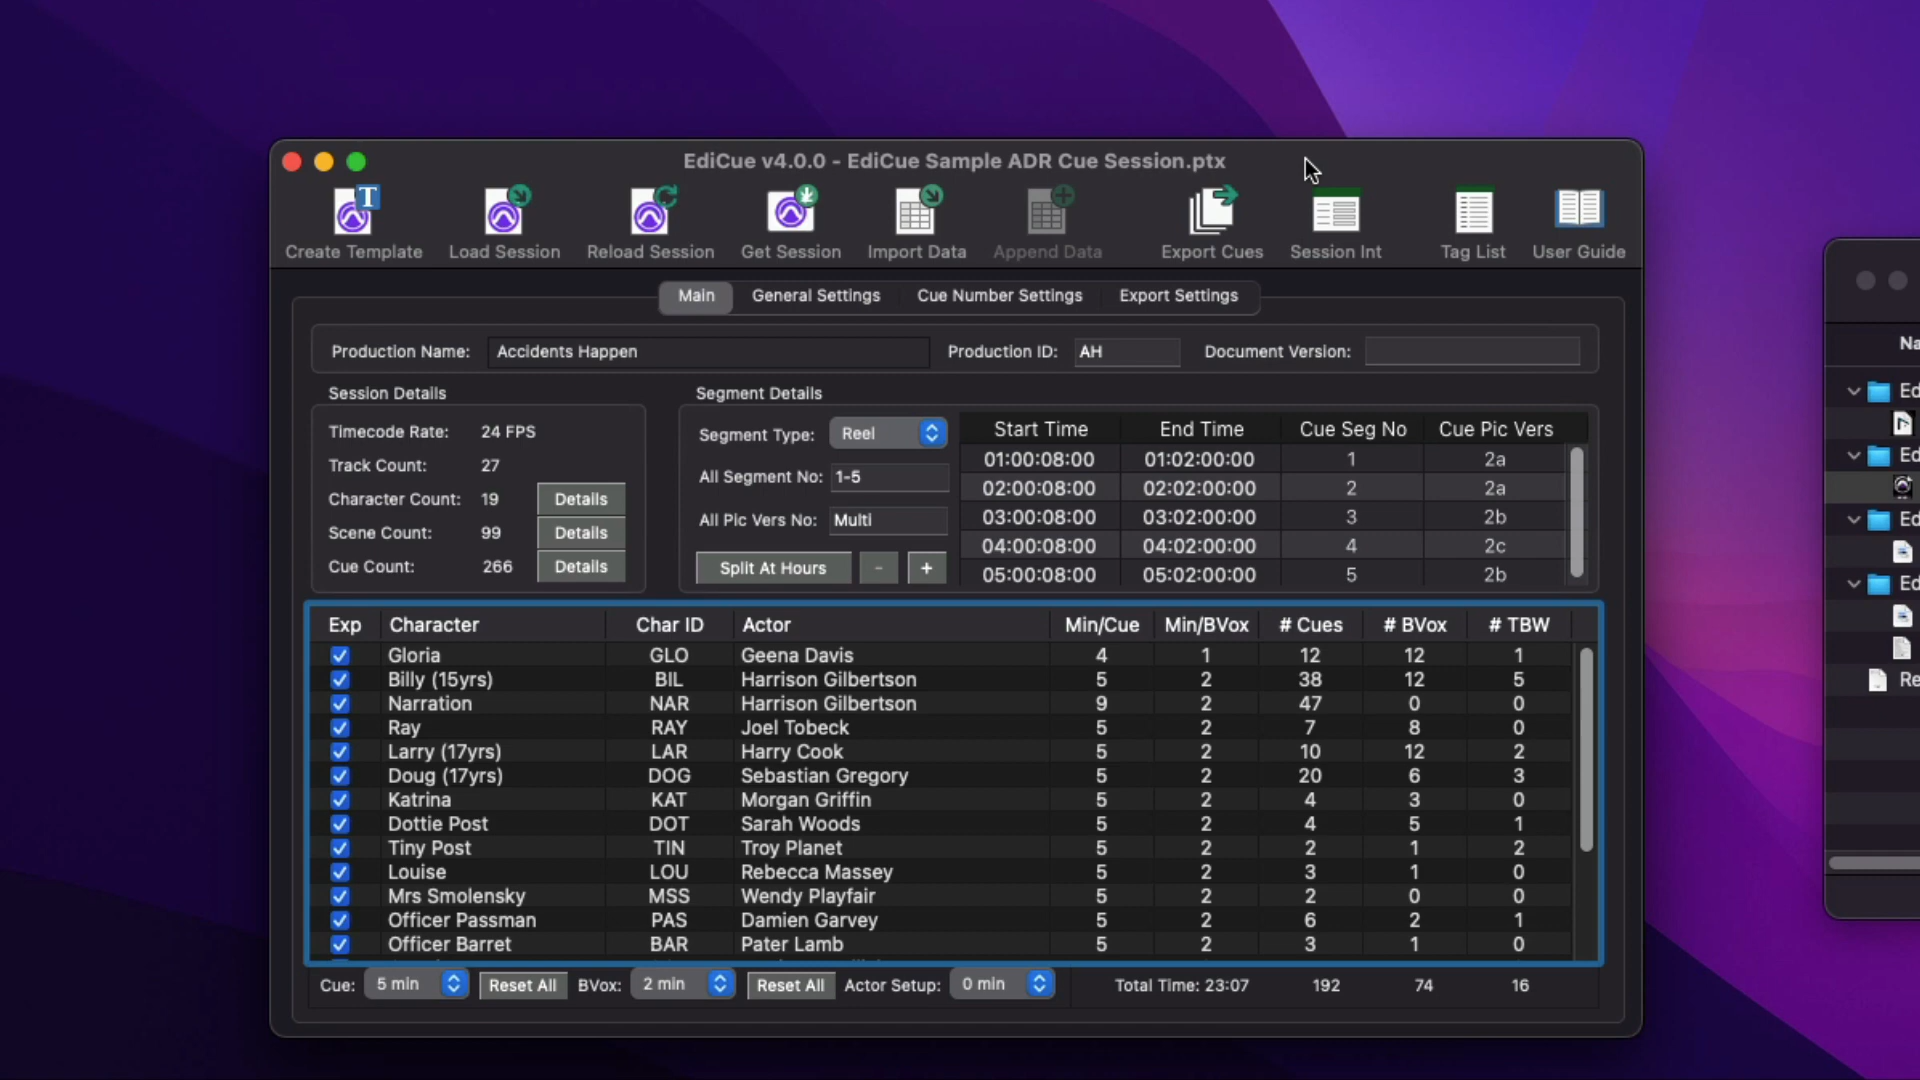 EdiCue v4.0.0 - EdiCue Sample ADR Cue Session.ptx
T
Create Template Load Session Reload Session Get Session Import Data Append Data Export Cues Session Int Tag List User Guide
Main General Settings Cue Number Settings Export Settings
Production Name: Accidents Happen Production ID: AH Document Version:
Session Details
Timecode Rate: 24 FPS
Track Count: 27
Character Count: 19 Details
Scene Count: 99 Details
Cue Count: 266 Details
Segment Details
Segment Type: Reel
All Segment No: 1-5
All Pic Vers No: Multi
Split At Hours - +
Start Time End Time Cue Seg No Cue Pic Vers
01:00:08:00 01:02:00:00 1 2a
02:00:08:00 02:02:00:00 2 2a
03:00:08:00 03:02:00:00 3 2b
04:00:08:00 04:02:00:00 4 2c
05:00:08:00 05:02:00:00 5 2b
Exp Character Char ID Actor Min/Cue Min/BVox # Cues # BVox # TBW
Gloria GLO Geena Davis 4 1 12 12 1
Billy (15yrs) BIL Harrison Gilbertson 5 2 38 12 5
Narration NAR Harrison Gilbertson 9 2 47 0 0
Ray RAY Joel Tobeck 5 2 7 8 0
Larry (17yrs) LAR Harry Cook 5 2 10 12 2
Doug (17yrs) DOG Sebastian Gregory 5 2 20 6 3
Katrina KAT Morgan Griffin 5 2 4 3 0
Dottie Post DOT Sarah Woods 5 2 4 5 1
Tiny Post TIN Troy Planet 5 2 2 1 2
Louise LOU Rebecca Massey 5 2 3 1 0
Mrs Smolensky MSS Wendy Playfair 5 2 2 0 0
Officer Passman PAS Damien Garvey 5 2 6 2 1
Officer Barret BAR Pater Lamb 5 2 3 1 0
Cue: 5 min Reset All BVox: 2 min Reset All Actor Setup: 0 min Total Time: 23:07 192 74 16
Na
Ed
Ed
Ed
Ed
Re